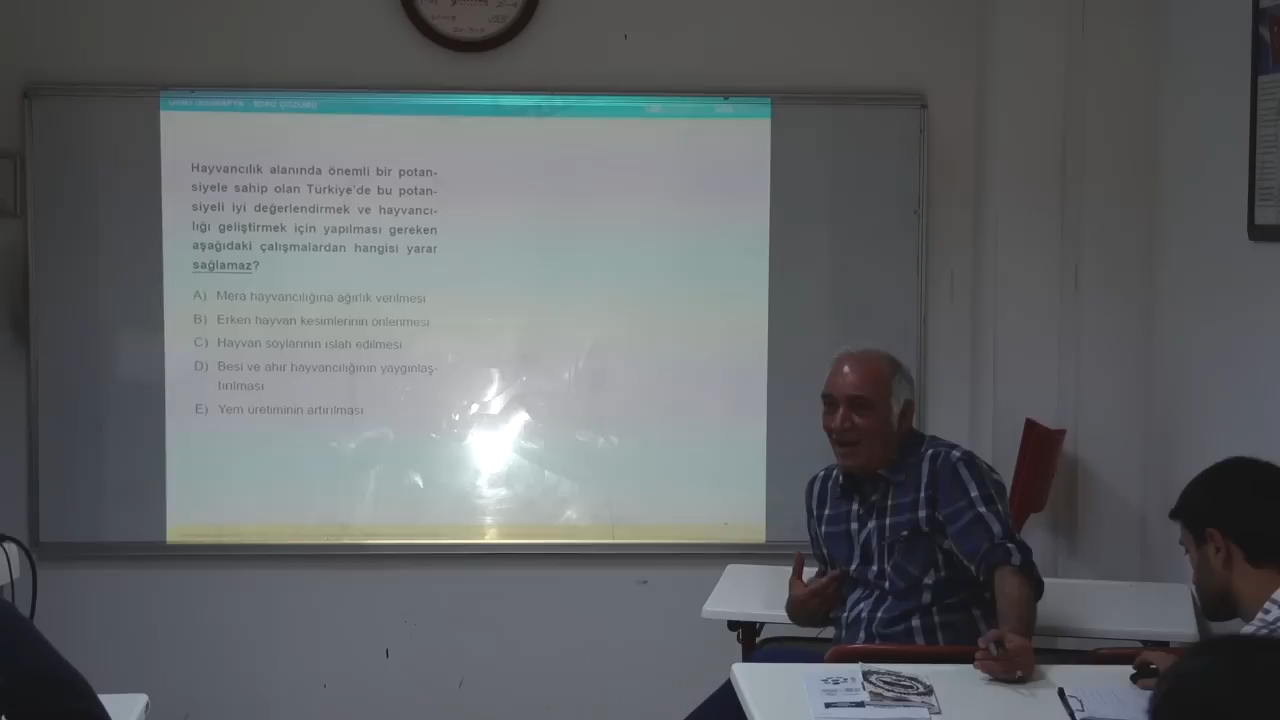 SORU ÇÖZÜMÜ
Hayvancılık alanında önemli bir potan-
siyele sahip olan Türkiye'de bu potan-
siyeli iyi değerlendirmek ve hayvancı-
lığı geliştirmek için yapılması gereken
aşağıdaki çalışmalardan hangisi yarar
sağlamaz?
A) Mera hayvancılığına ağırlık verilmesi
B) Erken hayvan kesimlerinin önlenmesi
C) Hayvan soylarının ıslah edilmesi
D) Besi ve ahır hayvancılığının yaygınlaş-
tırılması
E) Yem üretiminin artırılması